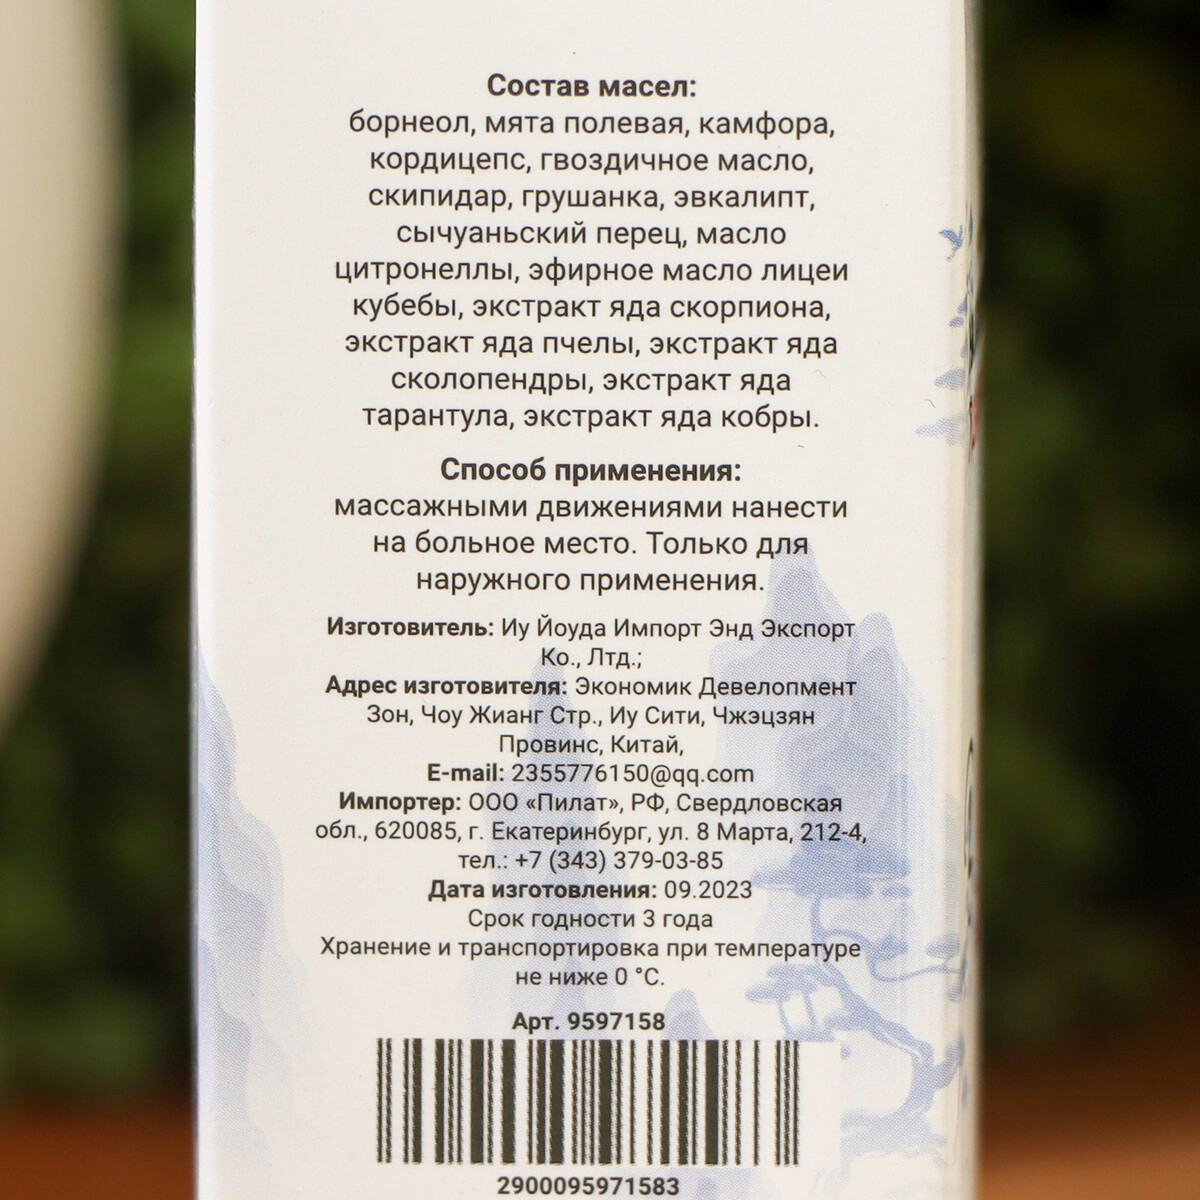 Состав масел:
борнеол, мята полевая, камфора,
кордицепс, гвоздичное масло,
скипидар, грушанка, эвкалипт,
сычуаньский перец, масло
цитронеллы, эфирное масло лицеи
кубебы, экстракт яда скорпиона,
экстракт яда пчелы, экстракт яда
сколопендры, экстракт яда
тарантула, экстракт яда кобры.
Способ применения:
массажными движениями нанести
на больное место. Только для
наружного применения.
Изготовитель: Иу Йоуда Импорт Энд Экспорт
Ко., Лтд.;
Адрес изготовителя: Экономик Девелопмент
Зон, Чоу Жианг Стр., Иу Сити, Чжэцзян
Провинс, Китай,
E-mail: 2355776150@qq.com
Импортер: ООО «Пилат», РФ, Свердловская
обл., 620085, г. Екатеринбург, ул. 8 Марта, 212-4,
тел.: +7 (343) 379-03-85
Дата изготовления: 09.2023
Срок годности 3 года
Хранение и транспортировка при температуре
не ниже 0 °С.
Арт. 9597158
2900095971583